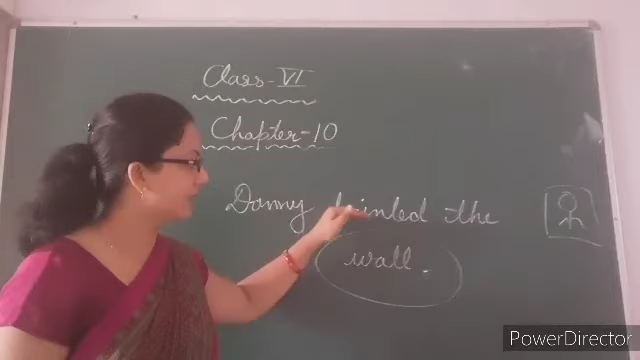 Class-VI
Chapter-10
Danny painted the
wall.
PowerDirector